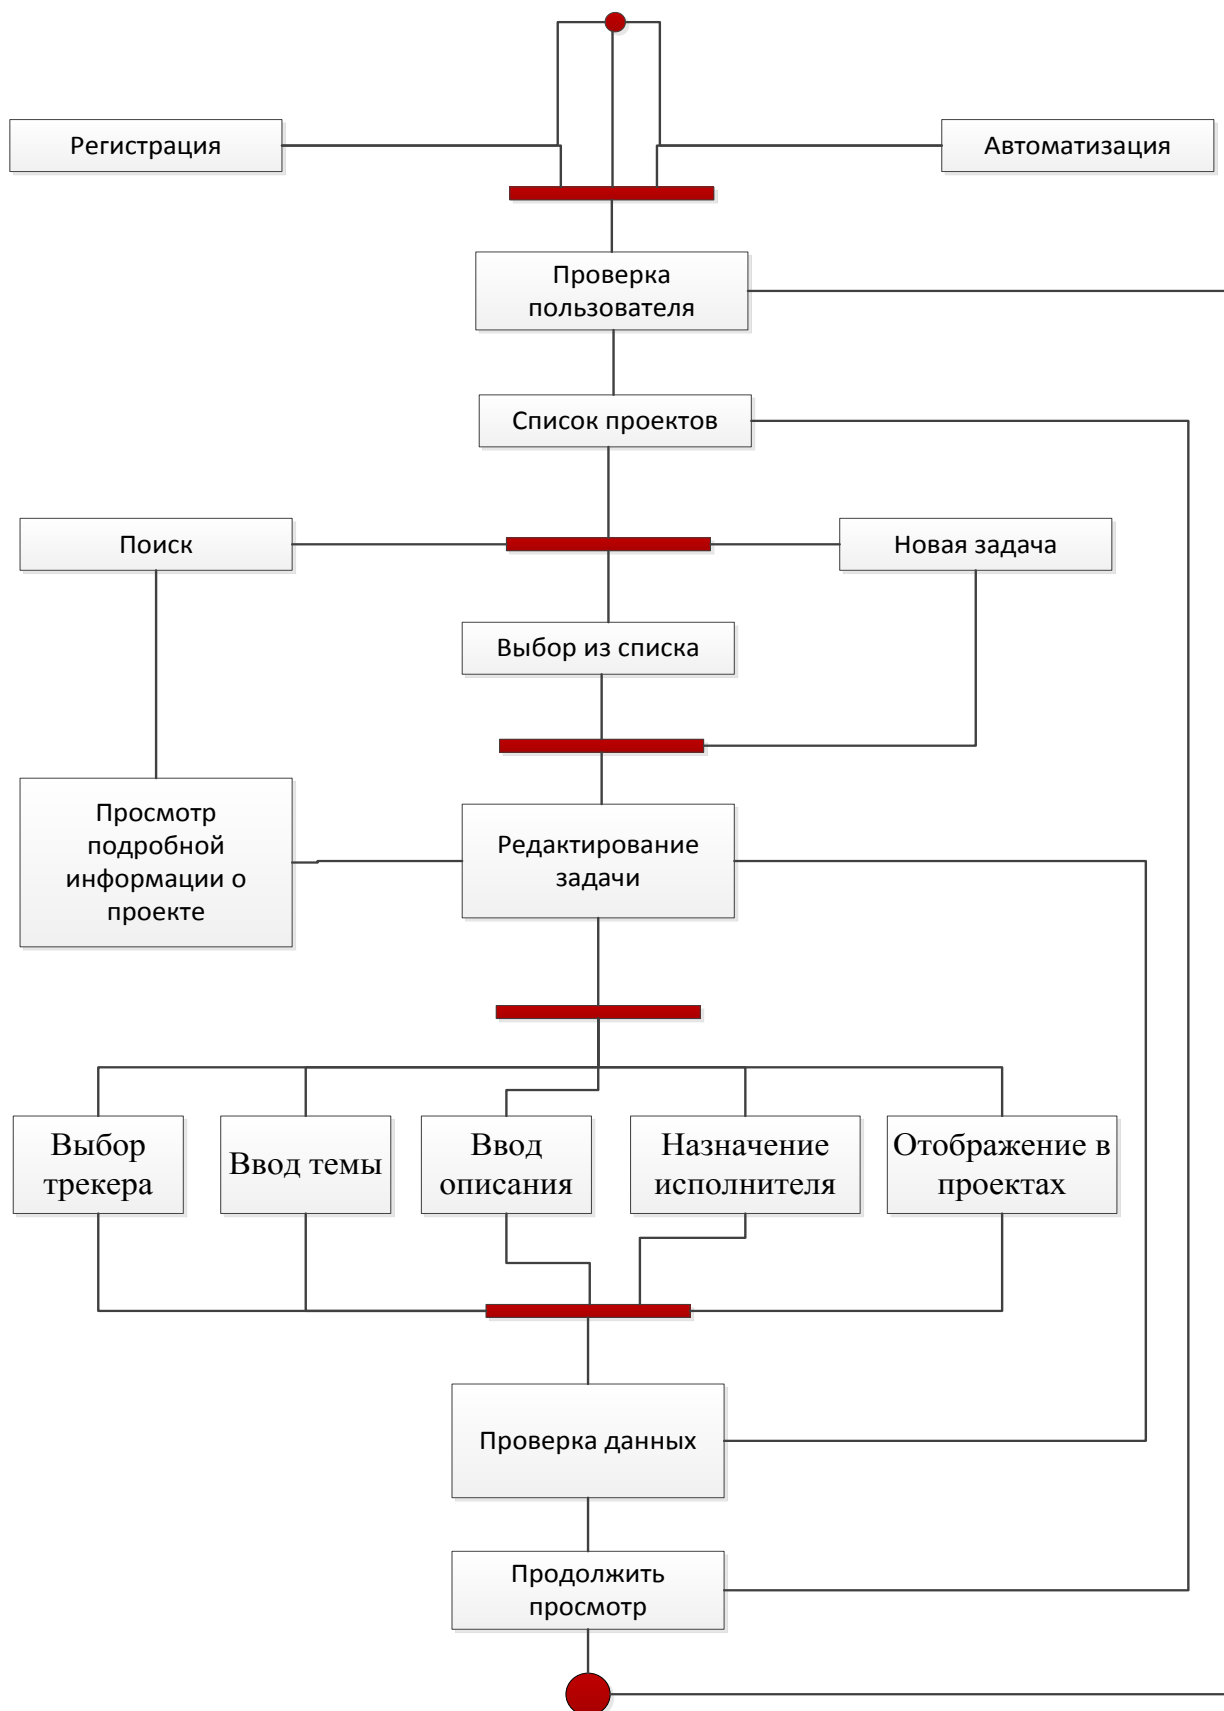 Регистрация
Автоматизация
Проверка
пользователя
Список проектов
Поиск
Новая задача
Выбор из списка
Просмотр
подробной
информации о
проекте
Редактирование
задачи
Выбор
трекера
Ввод темы
Ввод
описания
Назначение
исполнителя
Отображение в
проектах
Проверка данных
Продолжить
просмотр